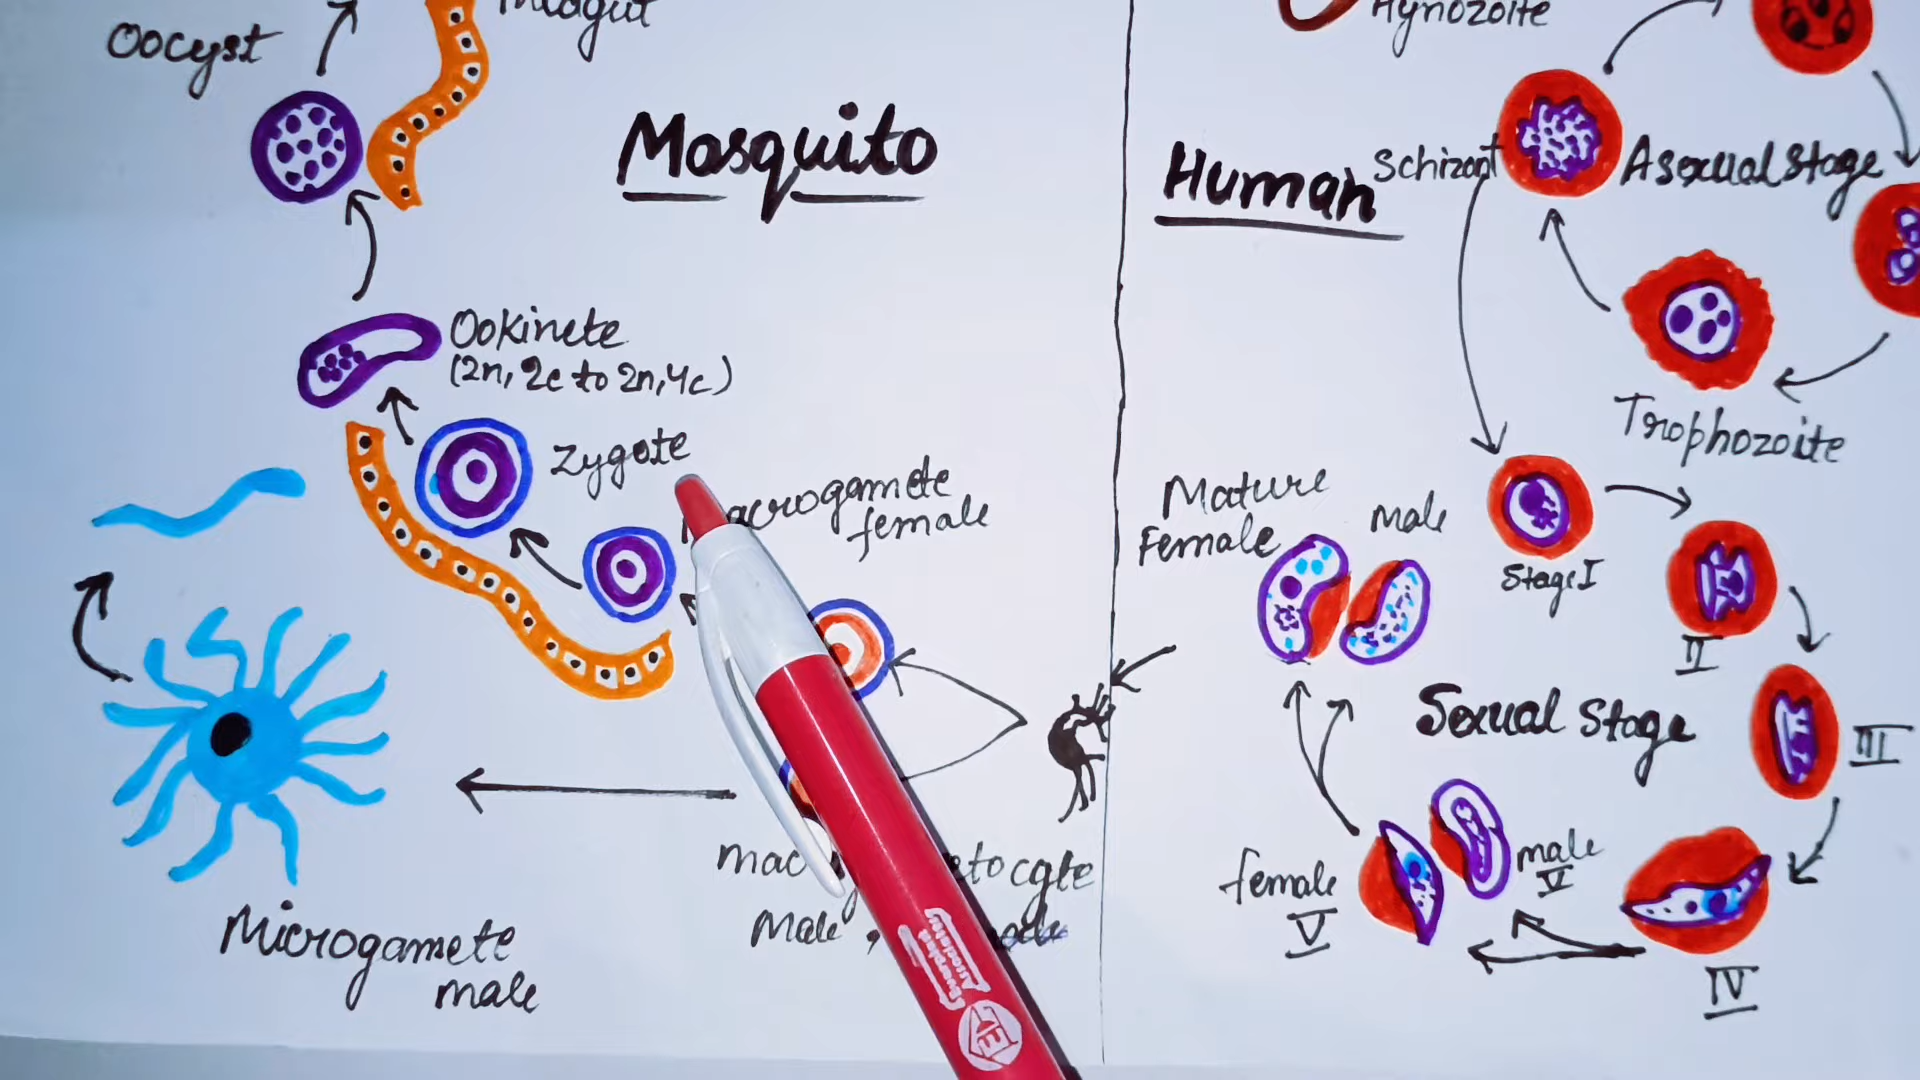 Oocyst
Mosquito
Ookinete
(2n, 2c to 2n, 4c)
Zygote
female
Microgamete
male
Male,
Hynozoite
Human
Schizont
Asexual Stage
Trophozoite
Mature
Female
male
Stage I
II
Sexual Stage
III
female
V
male
V
IV